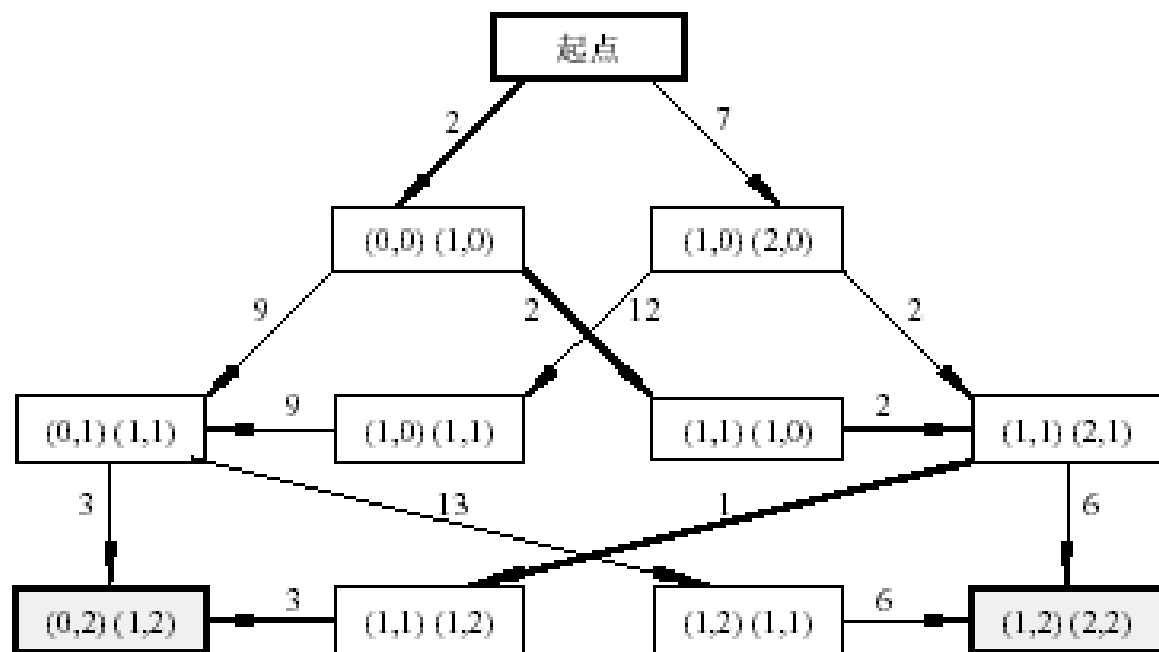 起点
2 7
(0,0) (1,0) (1,0) (2,0)
9 2 12 2
(0,1) (1,1) 9 (1,0) (1,1) (1,1) (1,0) 2 (1,1) (2,1)
3 13 1 6
(0,2) (1,2) 3 (1,1) (1,2) (1,2) (1,1) 6 (1,2) (2,2)